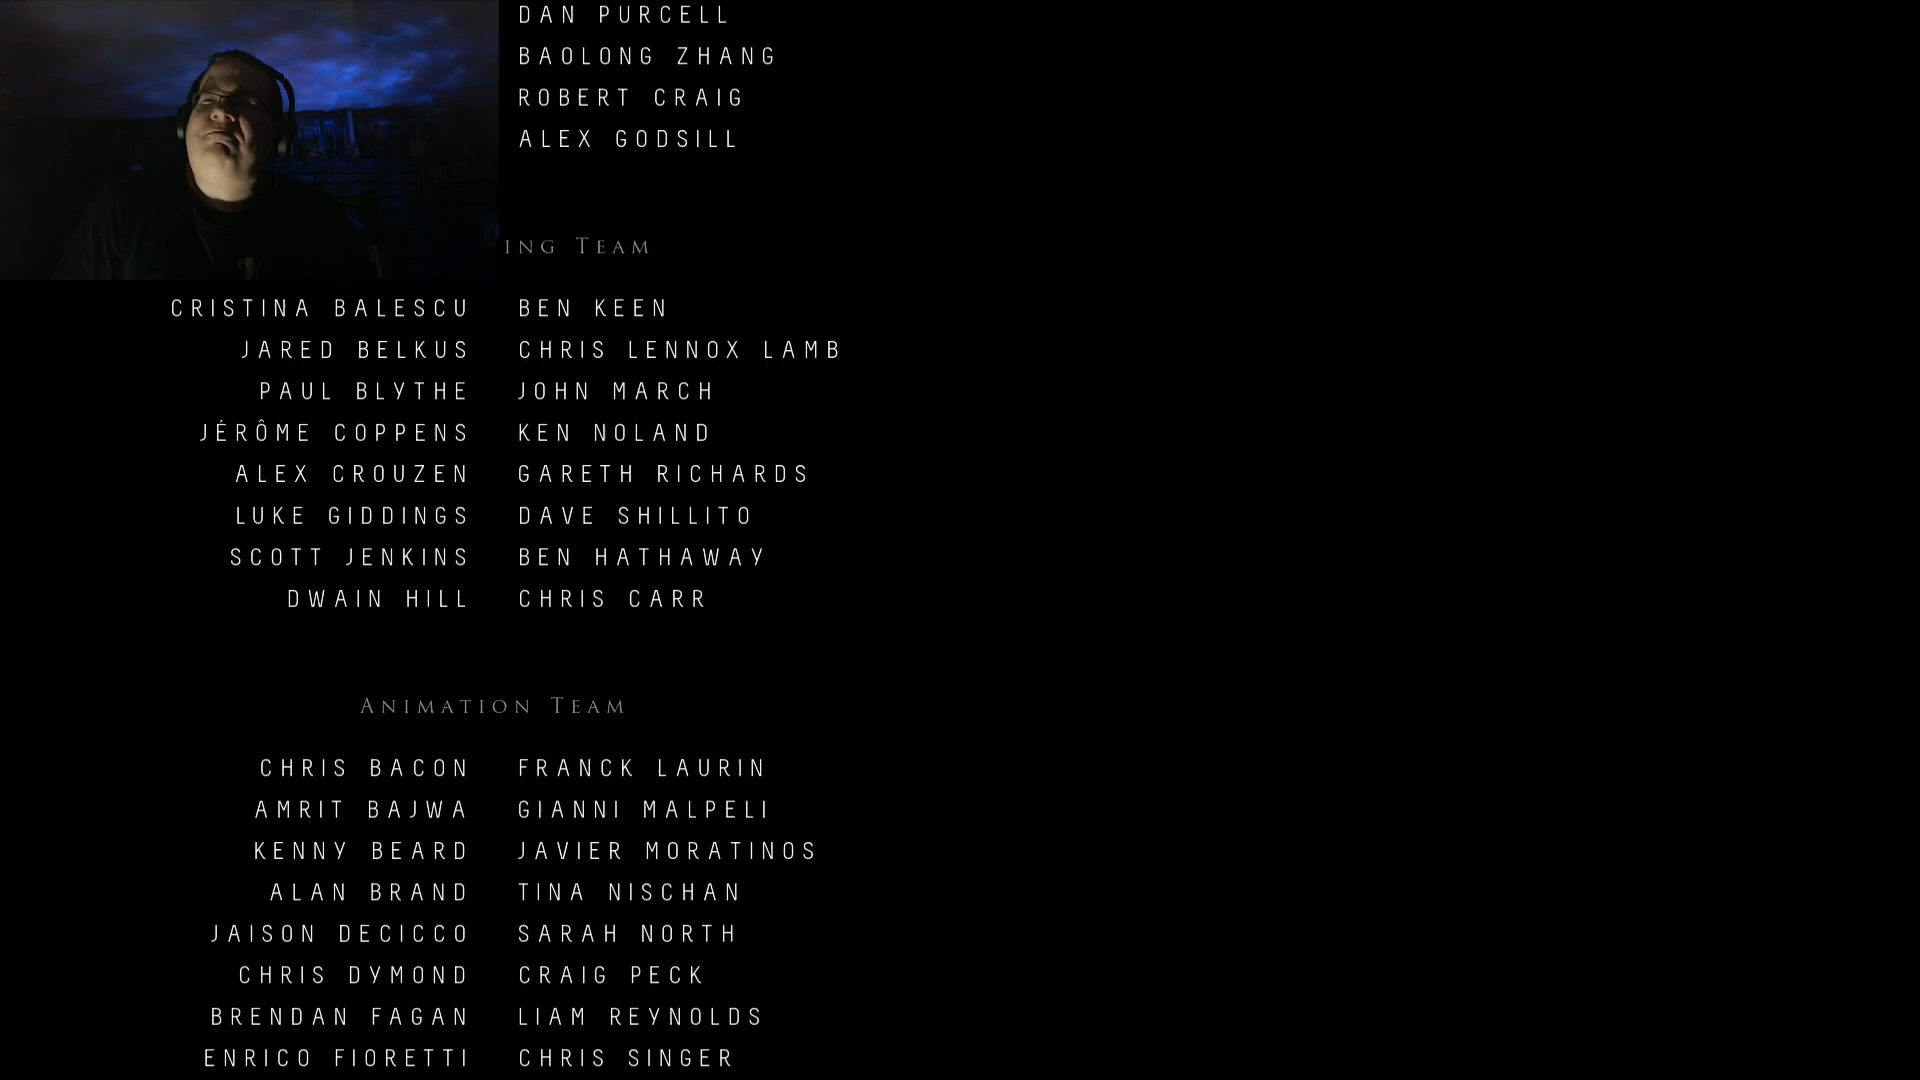 DAN PURCELL
BAOLONG ZHANG
ROBERT CRAIG
ALEX GODSILL
ING TEAM
CRISTINA BALESCU BEN KEEN
JARED BELKUS CHRIS LENNOX LAMB
PAUL BLYTHE JOHN MARCH
JÉRÔME COPPENS KEN NOLAND
ALEX CROUZEN GARETH RICHARDS
LUKE GIDDINGS DAVE SHILLITO
SCOTT JENKINS BEN HATHAWAY
DWAIN HILL CHRIS CARR
ANIMATION TEAM
CHRIS BACON FRANCK LAURIN
AMRIT BAJWA GIANNI MALPELI
KENNY BEARD JAVIER MORATINOS
ALAN BRAND TINA NISCHAN
JAISON DECICCO SARAH NORTH
CHRIS DYMOND CRAIG PECK
BRENDAN FAGAN LIAM REYNOLDS
ENRICO FIORETTI CHRIS SINGER